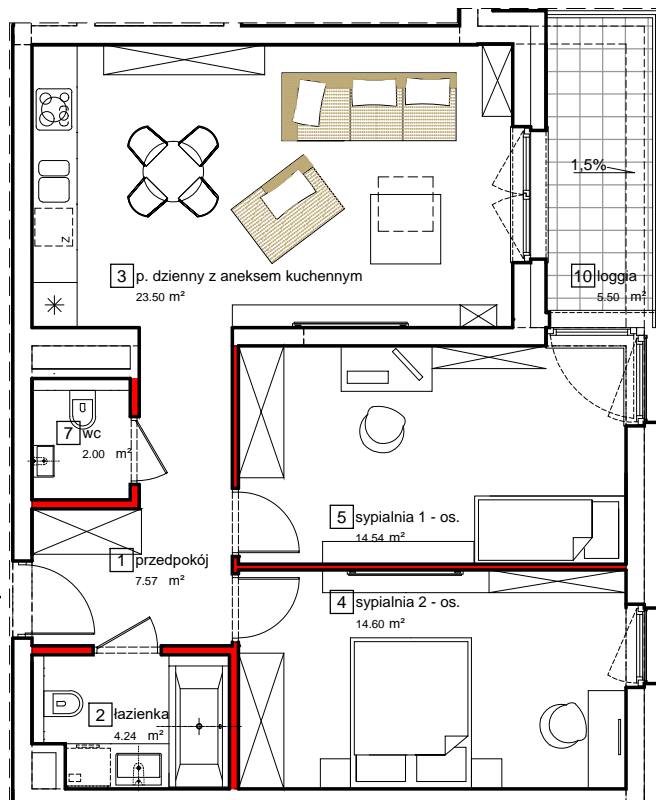 1,5%
3 p. dzienny z aneksem kuchennym
23.50 m²
10 loggia
5.50 m²
z
7 wc
2.00 m²
5 sypialnia 1 - os.
14.54 m²
1 przedpokój
7.57 m²
4 sypialnia 2 - os.
14.60 m²
2 łazienka
4.24 m²